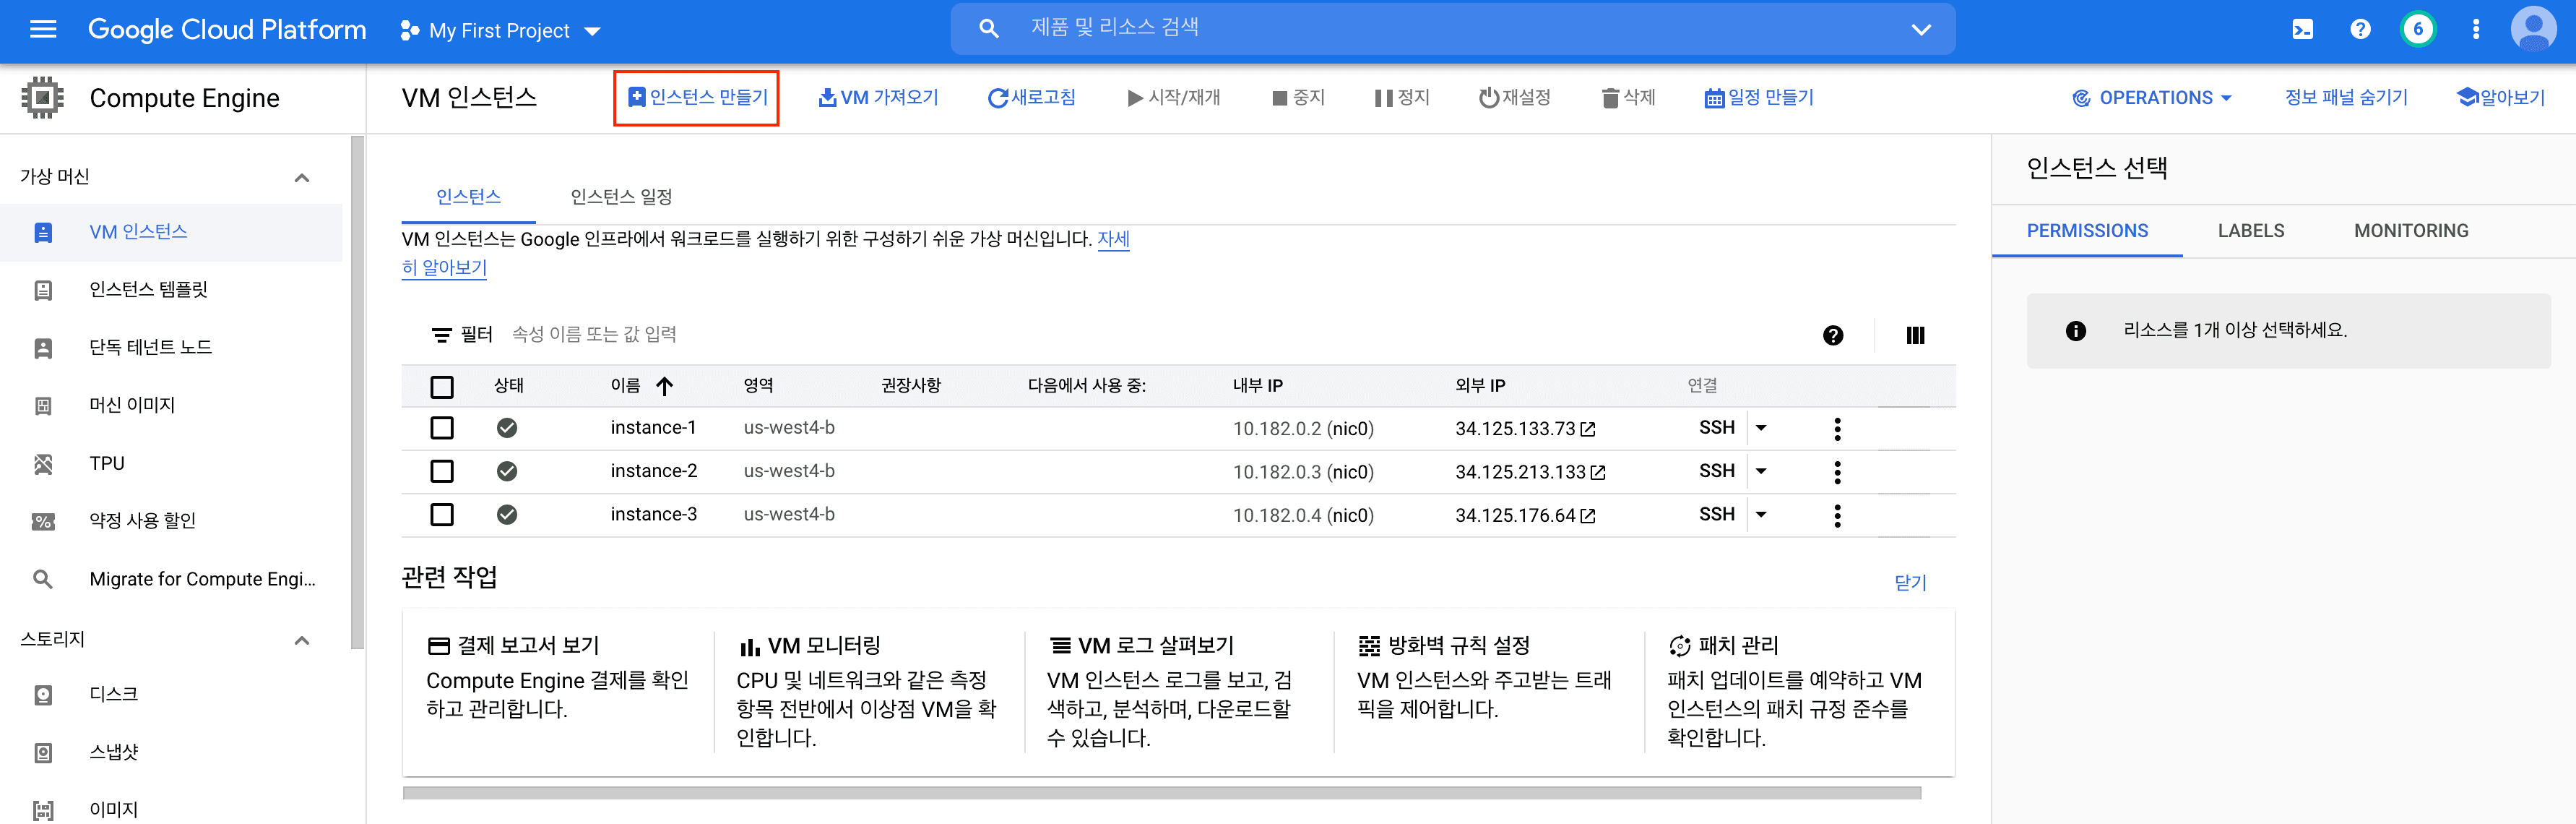 Google Cloud Platform
My First Project
제품 및 리소스 검색
6
Compute Engine
VM 인스턴스
인스턴스 만들기
VM 가져오기
새로고침
시작/재개
중지
정지
재설정
삭제
일정 만들기
OPERATIONS
정보 패널 숨기기
알아보기
가상 머신
VM 인스턴스
인스턴스 템플릿
단독 테넌트 노드
머신 이미지
TPU
약정 사용 할인
Migrate for Compute Engi...
스토리지
디스크
스냅샷
이미지
인스턴스
인스턴스 일정
VM 인스턴스는 Google 인프라에서 워크로드를 실행하기 위한 구성하기 쉬운 가상 머신입니다. 자세
히 알아보기
필터 속성 이름 또는 값 입력
상태 이름 영역 권장사항 다음에서 사용 중: 내부 IP 외부 IP 연결
instance-1 us-west4-b 10.182.0.2 (nic0) 34.125.133.73 SSH
instance-2 us-west4-b 10.182.0.3 (nic0) 34.125.213.133 SSH
instance-3 us-west4-b 10.182.0.4 (nic0) 34.125.176.64 SSH
관련 작업
닫기
결제 보고서 보기
Compute Engine 결제를 확인
하고 관리합니다.
VM 모니터링
CPU 및 네트워크와 같은 측정
항목 전반에서 이상점 VM을 확
인합니다.
VM 로그 살펴보기
VM 인스턴스 로그를 보고, 검
색하고, 분석하며, 다운로드할
수 있습니다.
방화벽 규칙 설정
VM 인스턴스와 주고받는 트래
픽을 제어합니다.
패치 관리
패치 업데이트를 예약하고 VM
인스턴스의 패치 규정 준수를
확인합니다.
인스턴스 선택
PERMISSIONS
LABELS
MONITORING
리소스를 1개 이상 선택하세요.